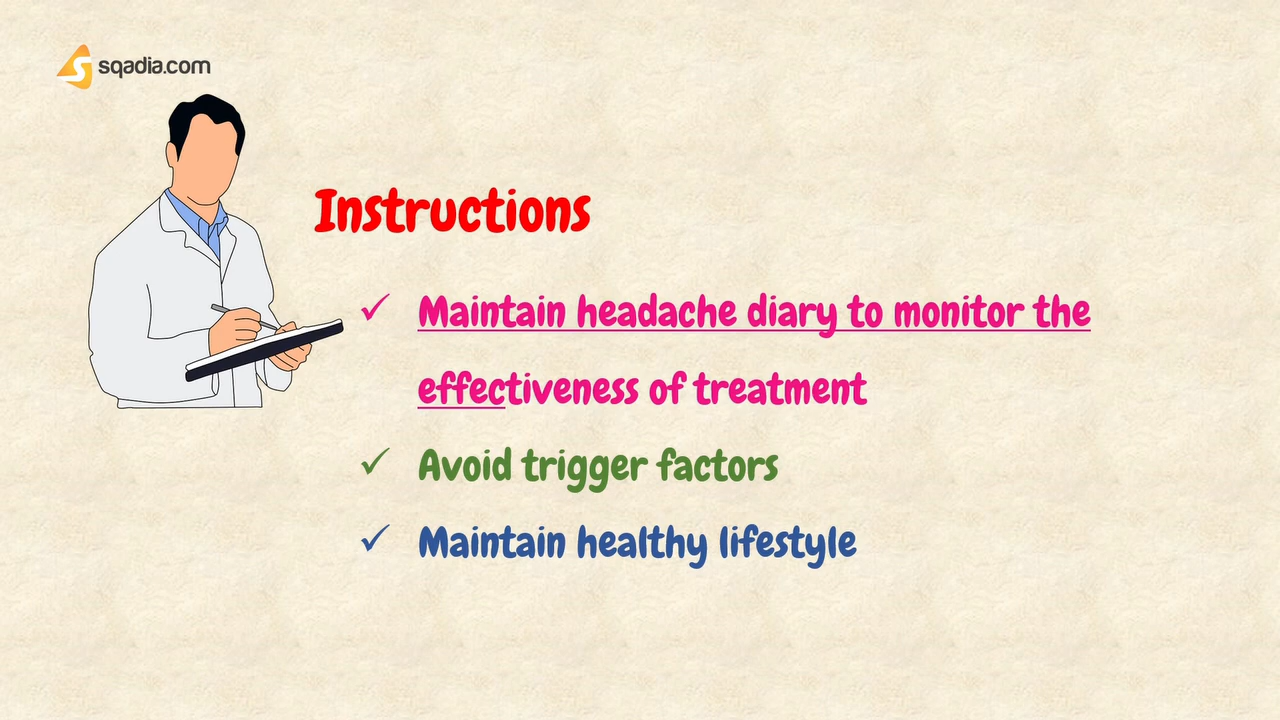 sqadia.com
Instructions
✓ Maintain headache diary to monitor the
effectiveness of treatment
✓ Avoid trigger factors
✓ Maintain healthy lifestyle